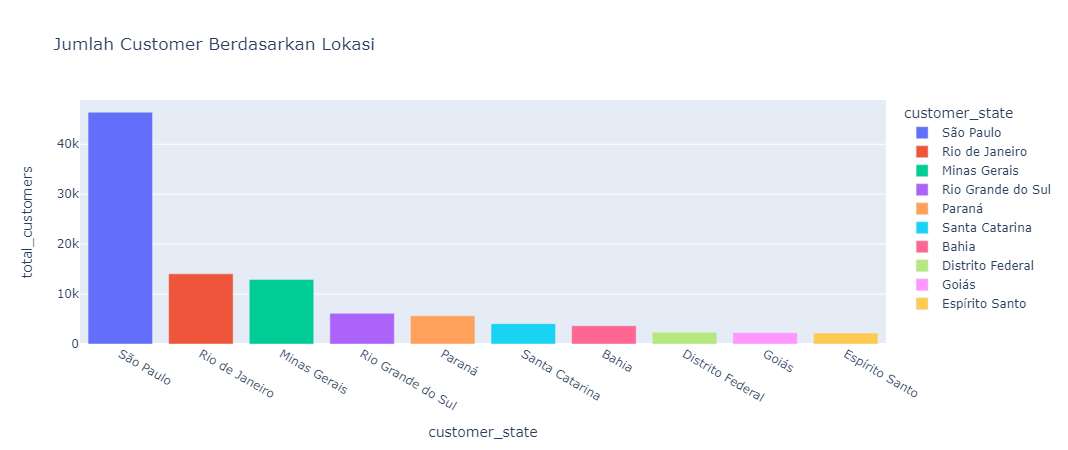 Jumlah Customer Berdasarkan Lokasi
total_customers
40k
30k
20k
10k
0
São Paulo
Rio de Janeiro
Minas Gerais
Rio Grande do Sul
Paraná
Santa Catarina
Bahia
Distrito Federal
Goiás
Espírito Santo
customer_state
customer_state
São Paulo
Rio de Janeiro
Minas Gerais
Rio Grande do Sul
Paraná
Santa Catarina
Bahia
Distrito Federal
Goiás
Espírito Santo